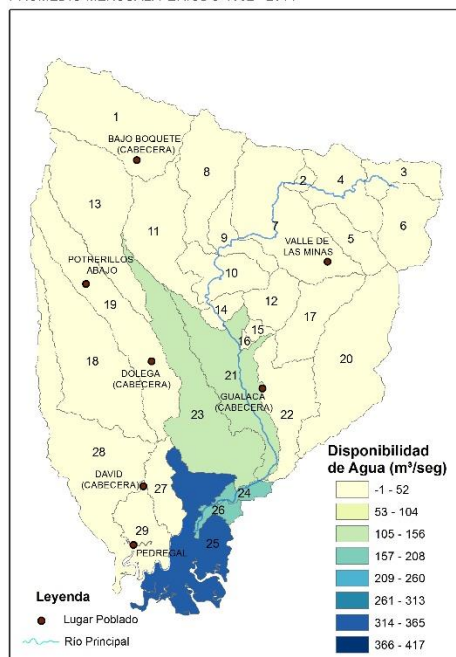 1
BAJO BOQUETE
(CABECERA)
8
2
4
3
13
11
9
7
5
6
VALLE DE
LAS MINAS
10
POTRERILLOS
ABAJO
19
14
12
17
15
16
18
DOLEGA
(CABECERA)
21
20
GUALACA
(CABECERA)
22
23
28
DAVID
(CABECERA)
27
24
26
29
25
PEDREGAL
Disponibilidad
de Agua (m³/seg)
-1 - 52
53 - 104
105 - 156
157 - 208
209 - 260
261 - 313
314 - 365
366 - 417
Leyenda
Lugar Poblado
Río Principal